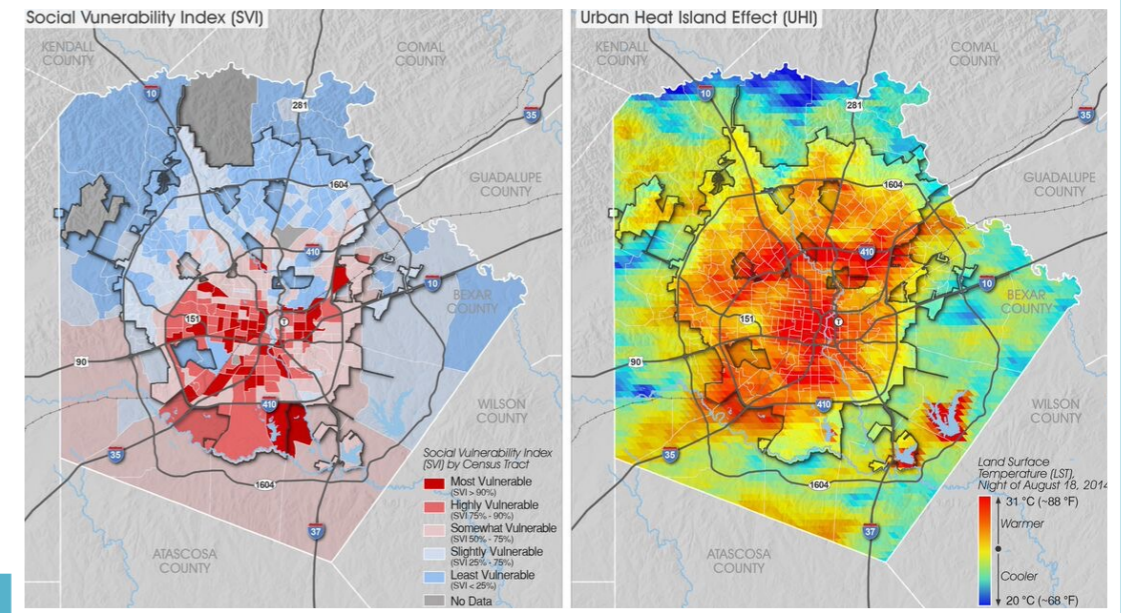 Social Vunerability Index (SVI)
KENDALL
COUNTY
COMAL
COUNTY
10
281
35
GUADALUPE
COUNTY
1604
410
10
BEXAR
COUNTY
151
90
WILSON
COUNTY
410
35
1604
37
ATASCOSA
COUNTY
Social Vulnerability Index
(SVI) by Census Tract
Most Vulnerable
(SVI > 90%)
Highly Vulnerable
(SVI 75% - 90%)
Somewhat Vulnerable
(SVI 50% - 75%)
Slightly Vulnerable
(SVI 25% - 75%)
Least Vulnerable
(SVI < 25%)
No Data
Urban Heat Island Effect (UHI)
KENDALL
COUNTY
COMAL
COUNTY
10
281
35
GUADALUPE
COUNTY
1604
410
10
BEXAR
COUNTY
151
90
WILSON
COUNTY
410
35
1604
37
ATASCOSA
COUNTY
Land Surface
Temperature (LST),
Night of August 18, 2014
31 °C (~88 °F)
Warmer
Cooler
20 °C (~68 °F)